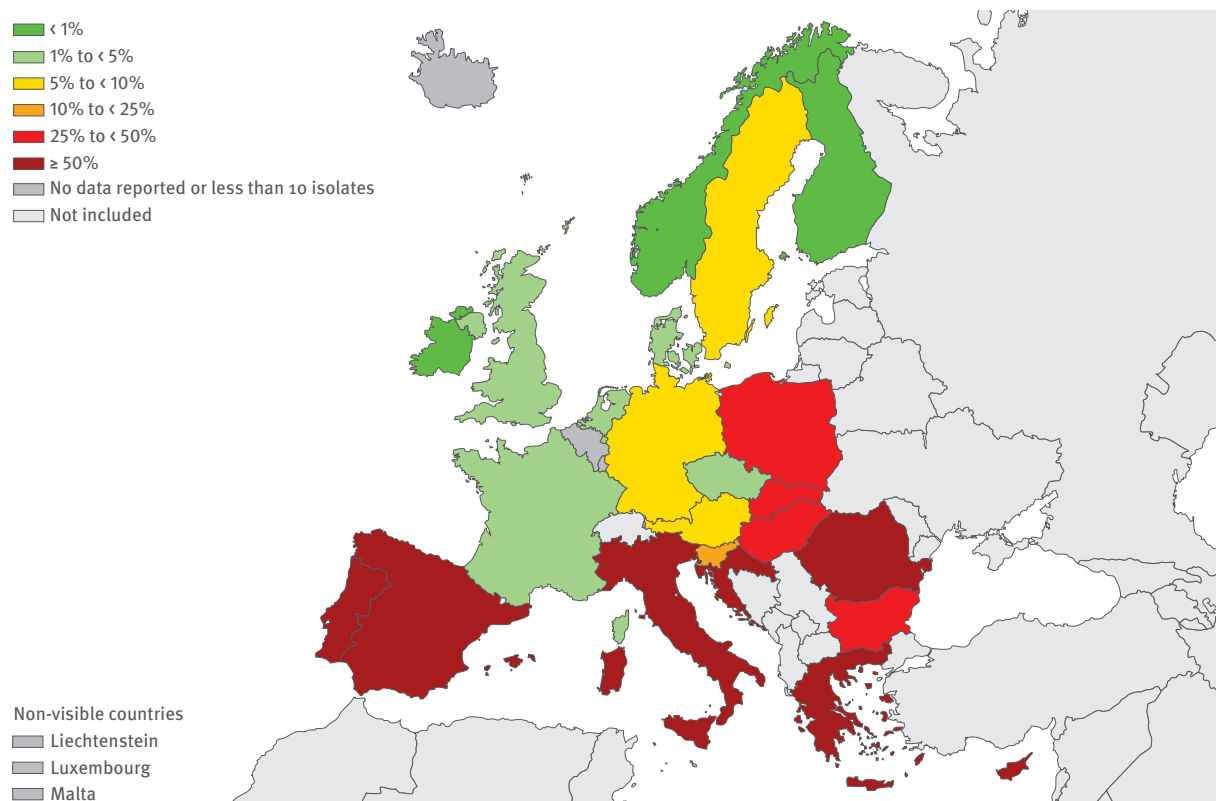 < 1%
1% to < 5%
5% to < 10%
10% to < 25%
25% to < 50%
≥ 50%
No data reported or less than 10 isolates
Not included
Non-visible countries
Liechtenstein
Luxembourg
Malta